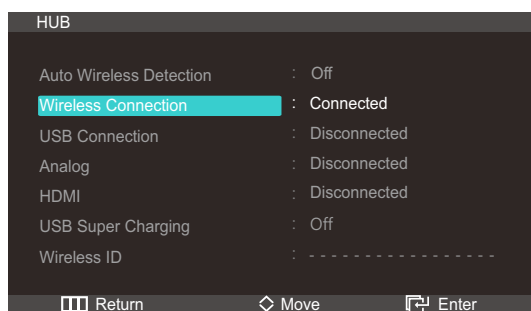 HUB
Auto Wireless Detection : Off
Wireless Connection : Connected
USB Connection : Disconnected
Analog : Disconnected
HDMI : Disconnected
USB Super Charging : Off
Wireless ID : - - - - - - - - - - - - - - - - -
Return Move Enter